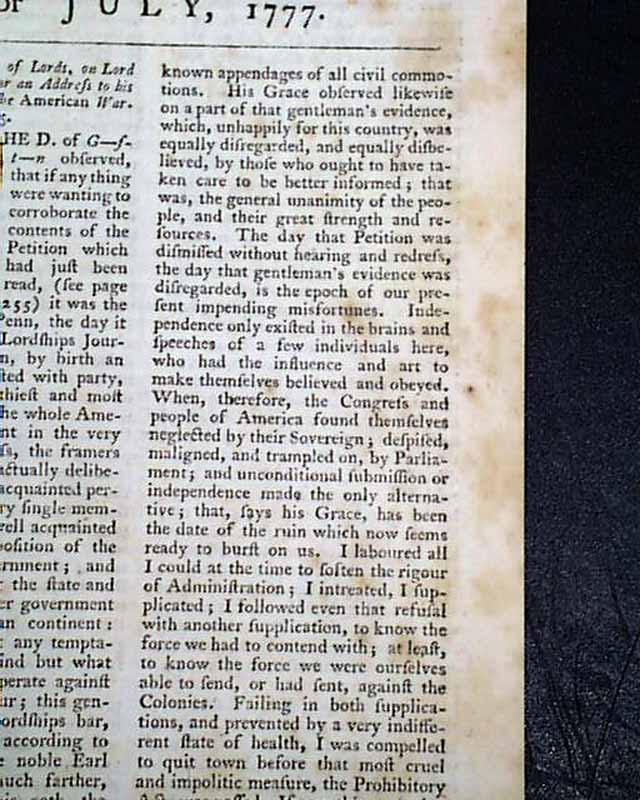 or JULY, 1777.
of Lords, on Lord
or an Addreſs to his
American War.
HE D. of G—ſ-
t—n obſerved,
that if any thing
were wanting to
corroborate the
contents of the
Petition which
had juſt been
read, (ſee page
255) it was the
Penn, the day it
Lordſhips Jour-
n, by birth an
ted with party,
thieſt and moſt
he whole Ame-
nt in the very
ſs, the framers
actually delibe-
acquainted per-
ry ſingle mem-
vell acquainted
poſition of the
ernment; and
the ſtate and
er government
an continent:
any tempta-
ind but what
perate againſt
ur; this gen-
ordſhips bar,
according to
noble Earl
nuch farther,
known appendages of all civil commo-
tions. His Grace obſerved likewiſe
on a part of that gentleman's evidence,
which, unhappily for this country, was
equally diſregarded, and equally diſbe-
lieved, by thoſe who ought to have ta-
ken care to be better informed; that
was, the general unanimity of the peo-
ple, and their great ſtrength and re-
ſources. The day that Petition was
diſmiſſed without hearing and redreſs,
the day that gentleman's evidence was
diſregarded, is the epoch of our pre-
ſent impending misfortunes. Inde-
pendence only exiſted in the brains and
ſpeeches of a few individuals here,
who had the influence and art to
make themſelves believed and obeyed.
When, therefore, the Congreſs and
people of America found themſelves
neglected by their Sovereign; deſpiſed,
maligned, and trampled on, by Parlia-
ment; and unconditional ſubmiſſion or
independence made the only alterna-
tive; that, ſays his Grace, has been
the date of the ruin which now ſeems
ready to burſt on us. I laboured all
I could at the time to ſoften the rigour
of Adminiſtration; I intreated, I ſup-
plicated; I followed even that refuſal
with another ſupplication, to know the
force we had to contend with; at leaſt,
to know the force we were ourſelves
able to ſend, or had ſent, againſt the
Colonies. Failing in both ſupplica-
tions, and prevented by a very indiffe-
rent ſtate of health, I was compelled
to quit town before that moſt cruel
and impolitic meaſure, the Prohibitory